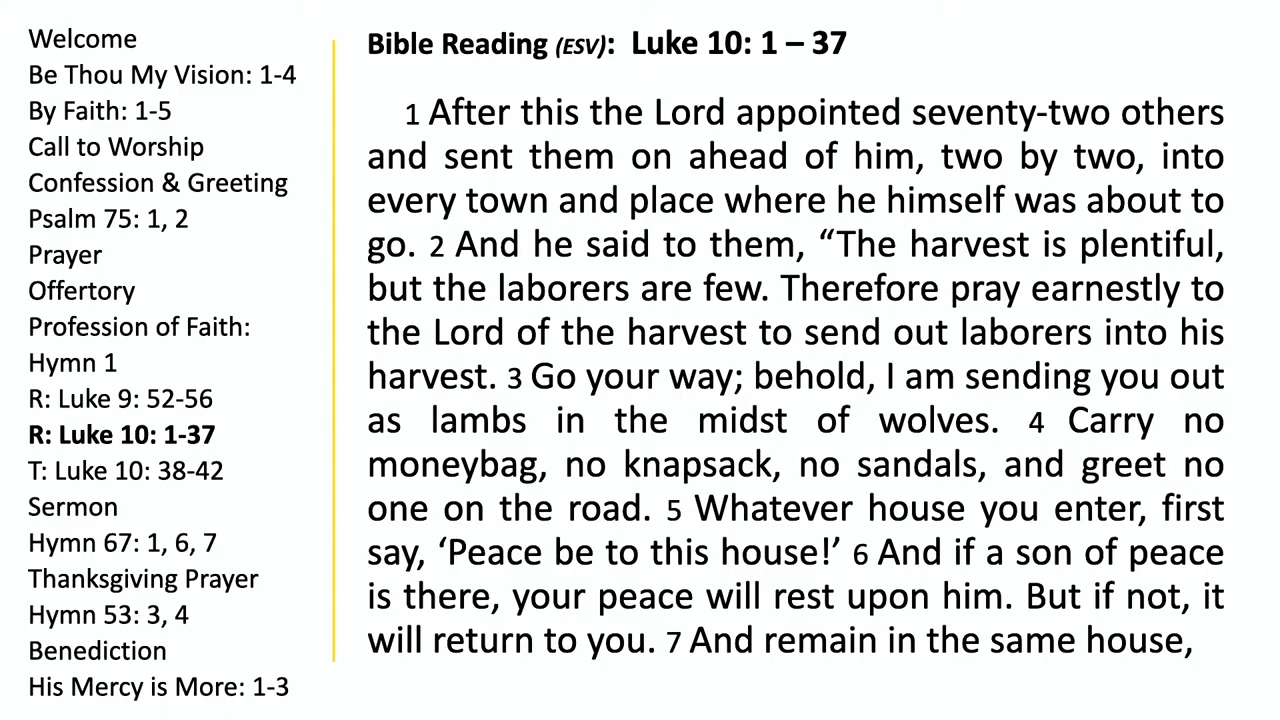 Welcome
Be Thou My Vision: 1-4
By Faith: 1-5
Call to Worship
Confession & Greeting
Psalm 75: 1, 2
Prayer
Offertory
Profession of Faith:
Hymn 1
R: Luke 9: 52-56
R: Luke 10: 1-37
T: Luke 10: 38-42
Sermon
Hymn 67: 1, 6, 7
Thanksgiving Prayer
Hymn 53: 3, 4
Benediction
His Mercy is More: 1-3
Bible Reading (ESV): Luke 10: 1 – 37
1 After this the Lord appointed seventy-two others
and sent them on ahead of him, two by two, into
every town and place where he himself was about to
go. 2 And he said to them, “The harvest is plentiful,
but the laborers are few. Therefore pray earnestly to
the Lord of the harvest to send out laborers into his
harvest. 3 Go your way; behold, I am sending you out
as lambs in the midst of wolves. 4 Carry no
moneybag, no knapsack, no sandals, and greet no
one on the road. 5 Whatever house you enter, first
say, ‘Peace be to this house!’ 6 And if a son of peace
is there, your peace will rest upon him. But if not, it
will return to you. 7 And remain in the same house,